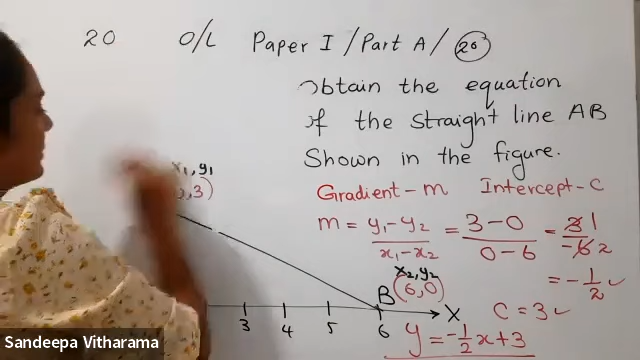 20 O/L Paper I / Part A / 20
obtain the equation
of the straight line AB
Shown in the figure.
x₁, y₁
, 3)
Gradient - m Intercept - c
m = y₁ - y₂ / x₁ - x₂ = 3 - 0 / 0 - 6 = 3 1 / -6 2
= - 1/2 ✓
x₂, y₂
B (6, 0)
3 4 5 6 X
c = 3 ✓
y = -1/2 x + 3
Sandeepa Vitharama